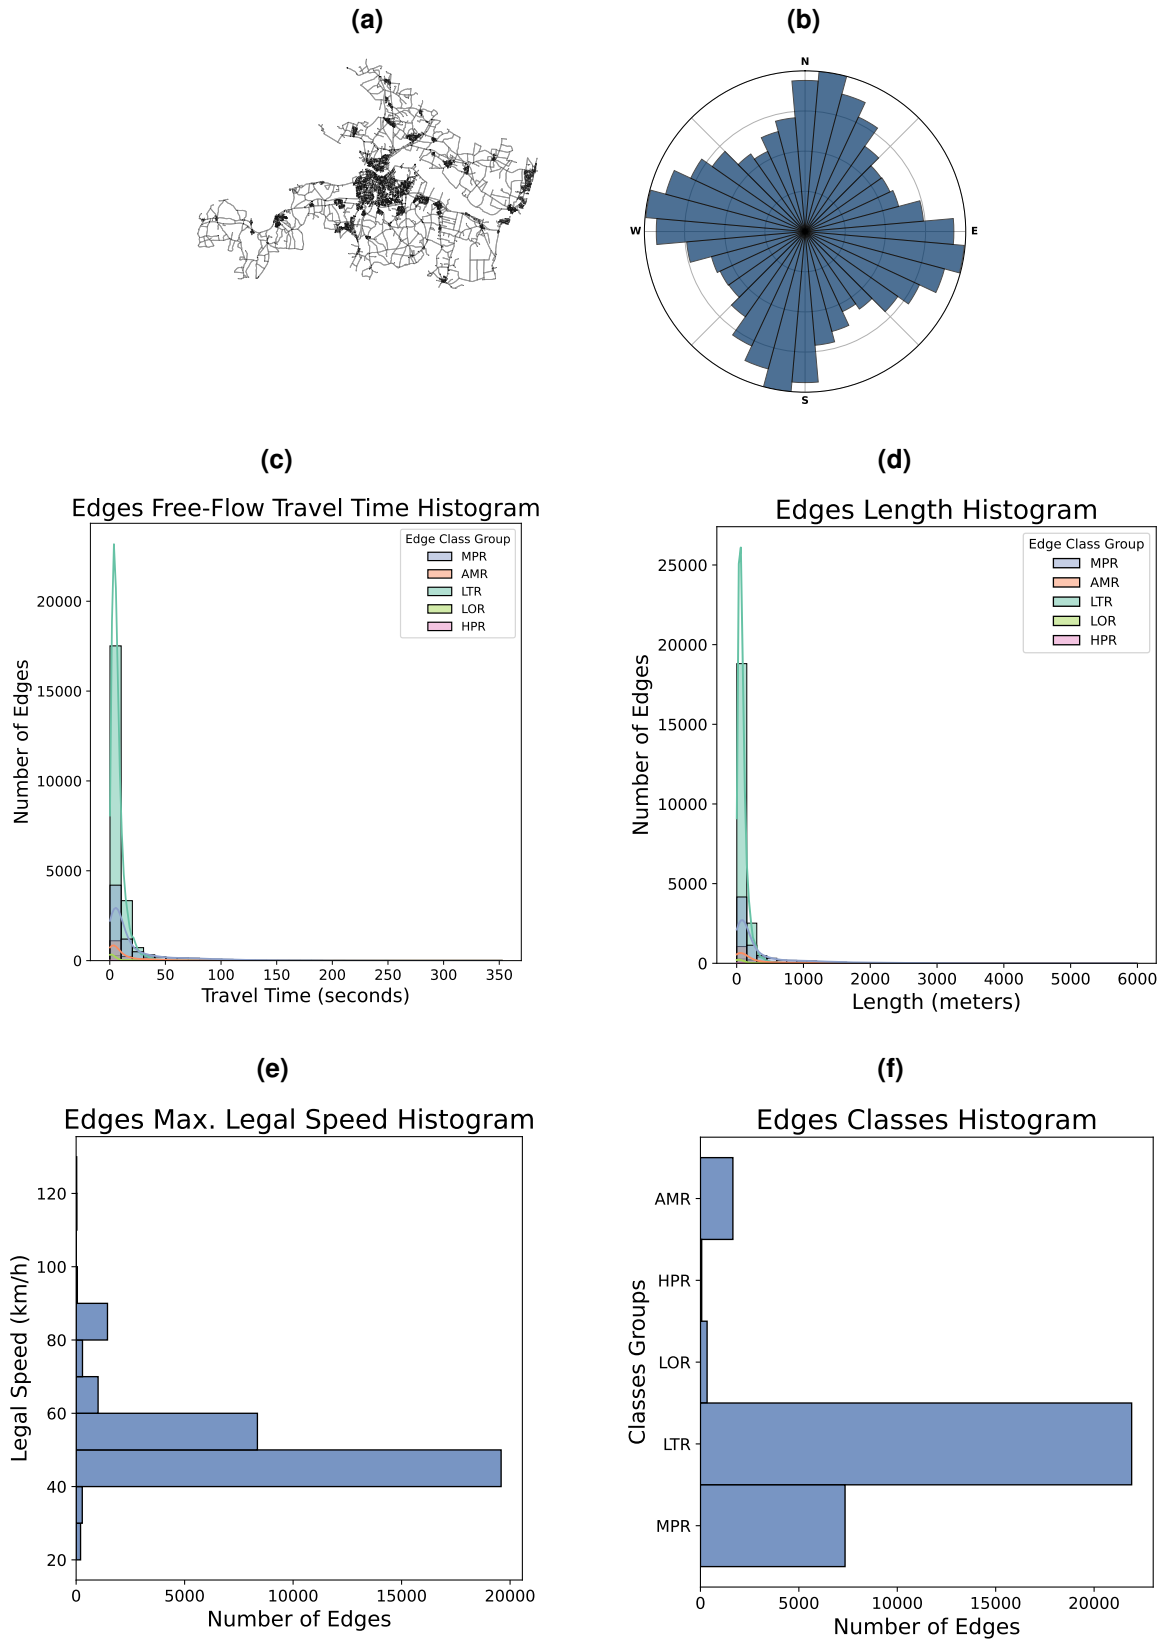 (a)
(b)
N
W
E
S
(c)
(d)
Edges Free-Flow Travel Time Histogram
Edge Class Group
MPR
AMR
LTR
LOR
HPR
20000
15000
10000
5000
0
Number of Edges
0 50 100 150 200 250 300 350
Travel Time (seconds)
Edges Length Histogram
Edge Class Group
MPR
AMR
LTR
LOR
HPR
25000
20000
15000
10000
5000
0
Number of Edges
0 1000 2000 3000 4000 5000 6000
Length (meters)
(e)
(f)
Edges Max. Legal Speed Histogram
120
100
80
60
40
20
Legal Speed (km/h)
0 5000 10000 15000 20000
Number of Edges
Edges Classes Histogram
AMR
HPR
LOR
LTR
MPR
Classes Groups
0 5000 10000 15000 20000
Number of Edges